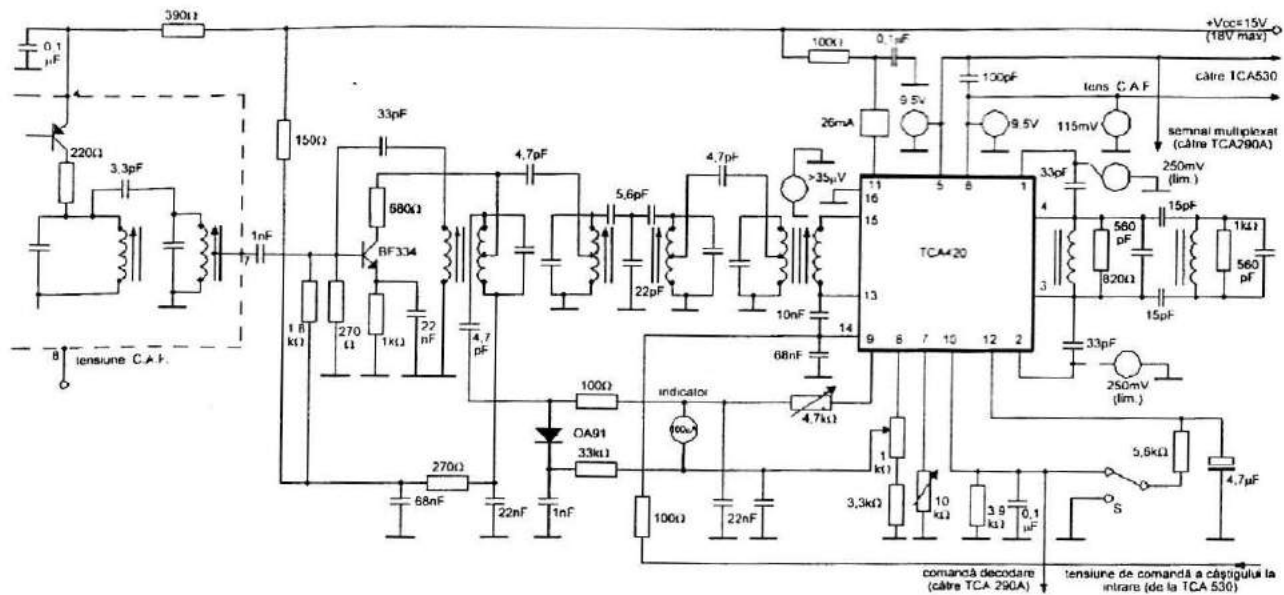 390Ω
+Vcc=15V
(18V max)
0,1
μF
100Ω
0,1μF
către TCA530
100pF
tens C.A.F.
33pF
26mA
9.5V
9,5V
115mV
semnal multiplexat
(către TCA290A)
220Ω
150Ω
3,3pF
4,7pF
4,7pF
>35μV
250mV
(lim.)
33pF
5,6pF
11
5
6
1
16
15
4
15pF
680Ω
1nF
7
BF334
TCA420
560
pF
820Ω
1kΩ
560
pF
22pF
3
15pF
13
10nF
1.8
kΩ
270
Ω
1kΩ
22
nF
4,7
pF
14
68nF
9
8
7
10
12
2
33pF
8
tensiune C.A.F.
250mV
(lim.)
100Ω
indicator
4,7kΩ
OA91
100μA
33kΩ
1
kΩ
5,6kΩ
4,7μF
270Ω
68nF
22nF
1nF
100Ω
22nF
3,3kΩ
10
kΩ
3.9
kΩ
0,1
μF
S
comandă decodare
(către TCA 290A)
tensiune de comandă a câștigului la
intrare (de la TCA 530)